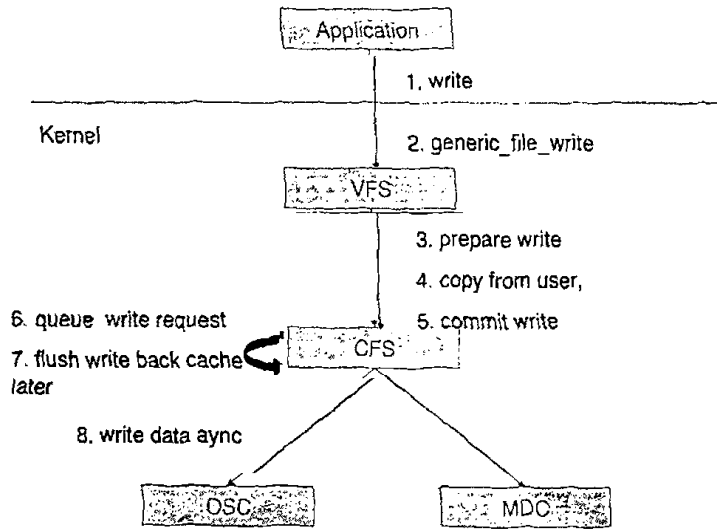 Application
1. write
Kernel
2. generic_file_write
VFS
3. prepare write
4. copy from user,
5. commit write
6. queue write request
7. flush write back cache
later
CFS
8. write data aync
OSC
MDC